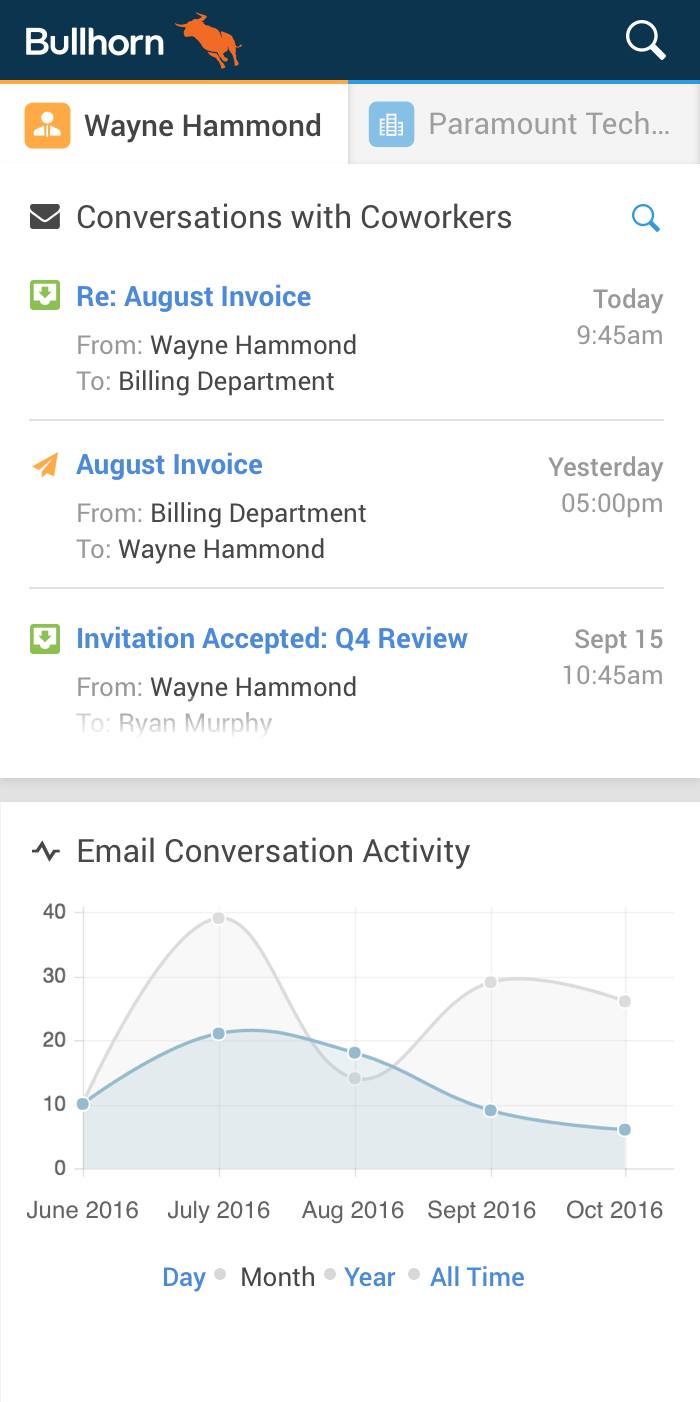 Bullhorn
Wayne Hammond
Paramount Tech...
Conversations with Coworkers
Re: August Invoice
Today
9:45am
From: Wayne Hammond
To: Billing Department
August Invoice
Yesterday
05:00pm
From: Billing Department
To: Wayne Hammond
Invitation Accepted: Q4 Review
Sept 15
10:45am
From: Wayne Hammond
To: Ryan Murphy
Email Conversation Activity
40
30
20
10
0
June 2016 July 2016 Aug 2016 Sept 2016 Oct 2016
Day Month Year All Time